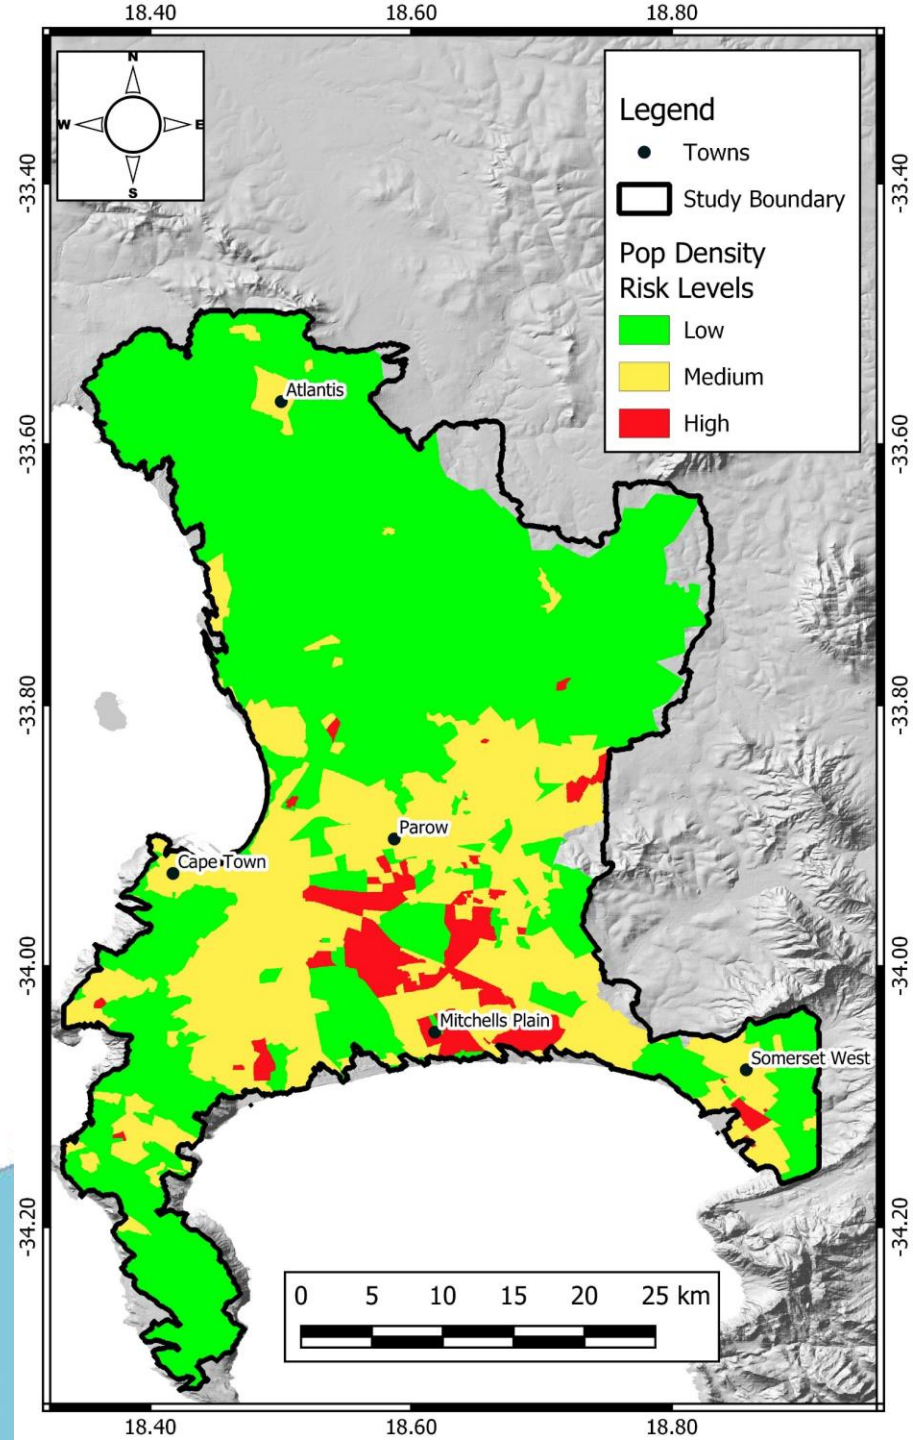 18.40 18.60 18.80
N
W E
S
Legend
Towns
Study Boundary
Pop Density
Risk Levels
Low
Medium
High
-33.40 -33.40
Atlantis
-33.60 -33.60
-33.80 -33.80
Parow
Cape Town
-34.00 -34.00
Mitchells Plain
Somerset West
-34.20 -34.20
0 5 10 15 20 25 km
18.40 18.60 18.80